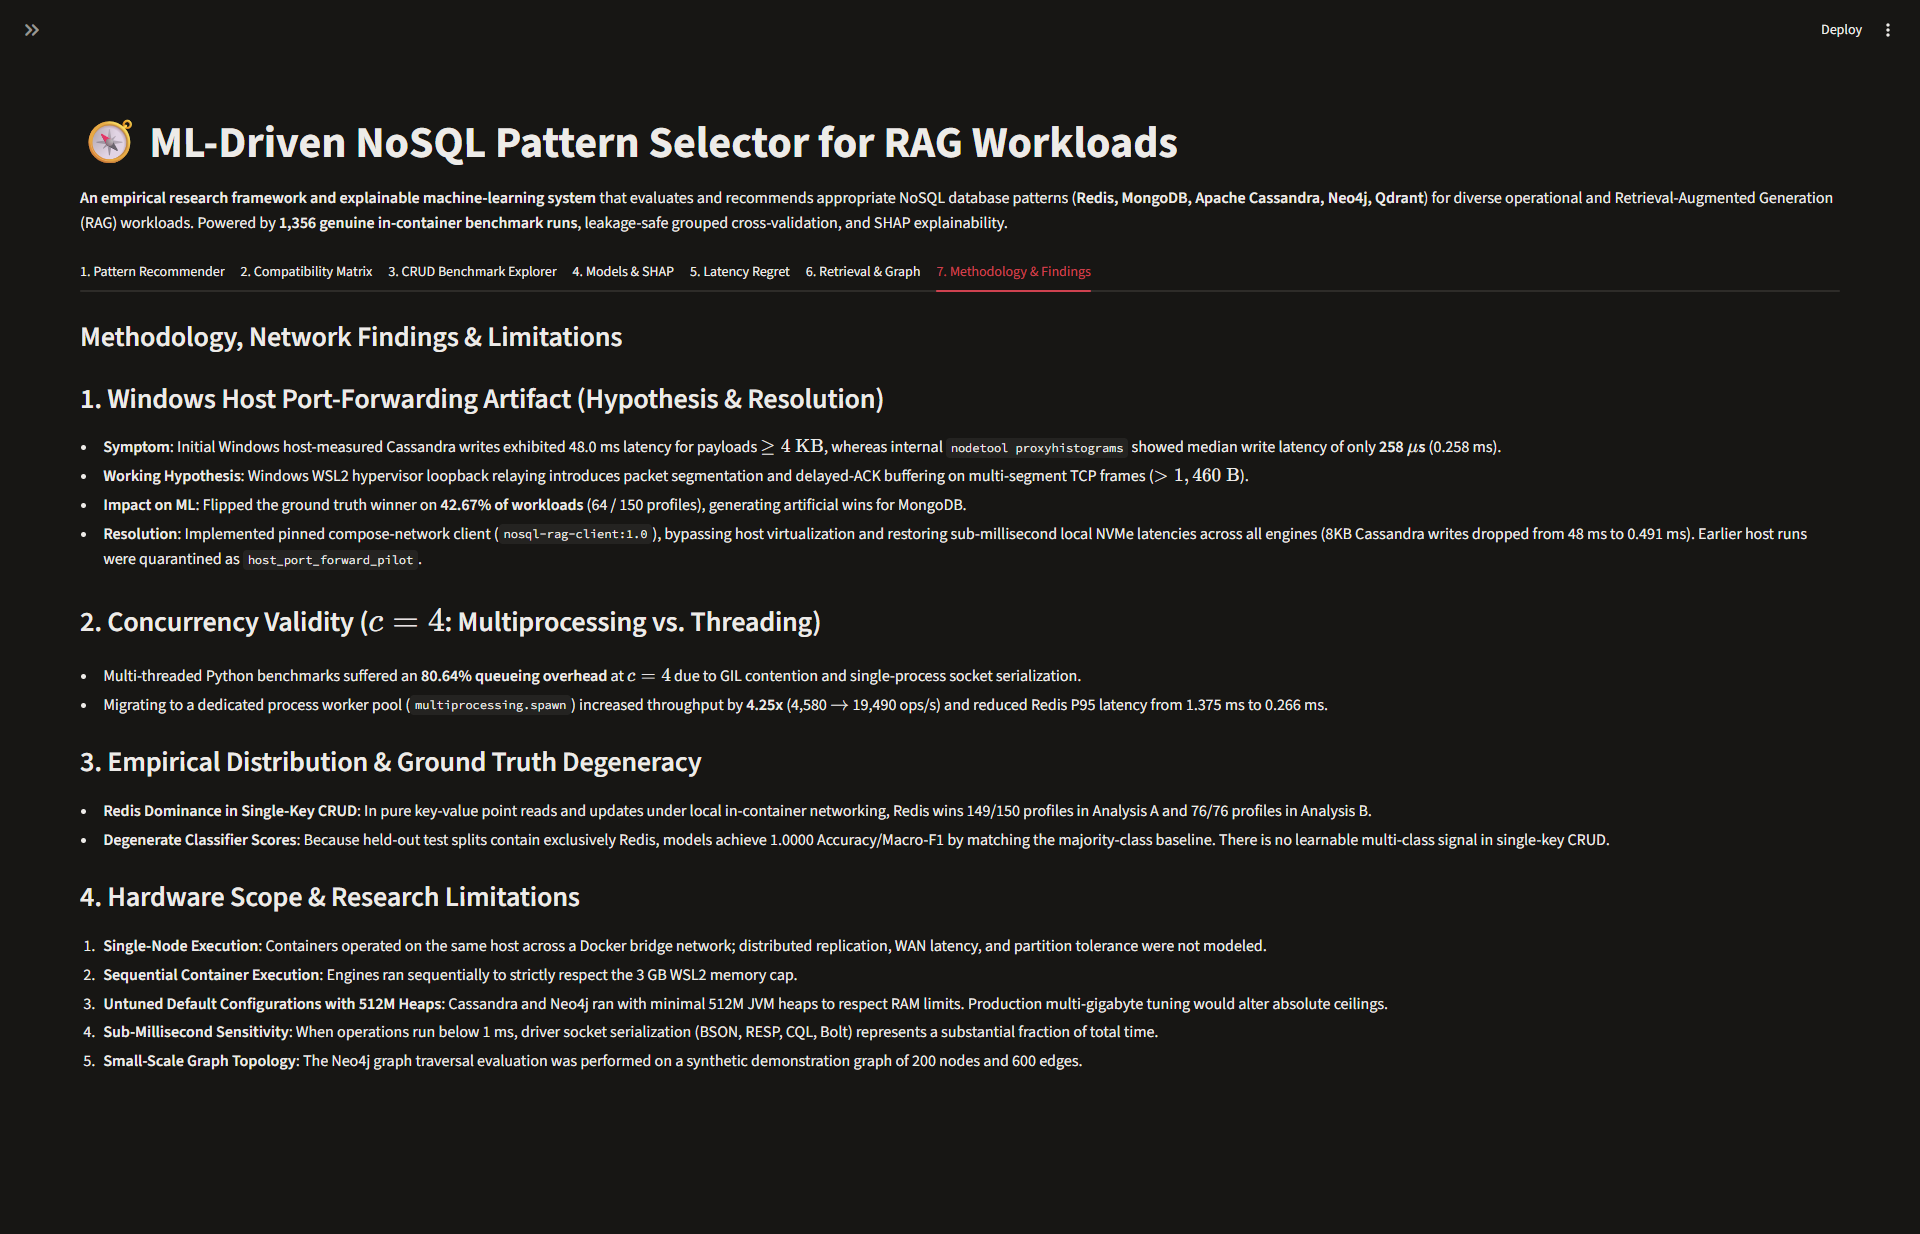 Deploy
ML-Driven NoSQL Pattern Selector for RAG Workloads
An empirical research framework and explainable machine-learning system that evaluates and recommends appropriate NoSQL database patterns (Redis, MongoDB, Apache Cassandra, Neo4j, Qdrant) for diverse operational and Retrieval-Augmented Generation
(RAG) workloads. Powered by 1,356 genuine in-container benchmark runs, leakage-safe grouped cross-validation, and SHAP explainability.
1. Pattern Recommender 2. Compatibility Matrix 3. CRUD Benchmark Explorer 4. Models & SHAP 5. Latency Regret 6. Retrieval & Graph 7. Methodology & Findings
Methodology, Network Findings & Limitations
1. Windows Host Port-Forwarding Artifact (Hypothesis & Resolution)
• Symptom: Initial Windows host-measured Cassandra writes exhibited 48.0 ms latency for payloads ≥ 4 KB, whereas internal nodetool proxyhistograms showed median write latency of only 258 μs (0.258 ms).
• Working Hypothesis: Windows WSL2 hypervisor loopback relaying introduces packet segmentation and delayed-ACK buffering on multi-segment TCP frames (> 1,460 B).
• Impact on ML: Flipped the ground truth winner on 42.67% of workloads (64 / 150 profiles), generating artificial wins for MongoDB.
• Resolution: Implemented pinned compose-network client (nosql-rag-client:1.0), bypassing host virtualization and restoring sub-millisecond local NVMe latencies across all engines (8KB Cassandra writes dropped from 48 ms to 0.491 ms). Earlier host runs
were quarantined as host_port_forward_pilot.
2. Concurrency Validity (c = 4: Multiprocessing vs. Threading)
• Multi-threaded Python benchmarks suffered an 80.64% queueing overhead at c = 4 due to GIL contention and single-process socket serialization.
• Migrating to a dedicated process worker pool (multiprocessing.spawn) increased throughput by 4.25x (4,580 → 19,490 ops/s) and reduced Redis P95 latency from 1.375 ms to 0.266 ms.
3. Empirical Distribution & Ground Truth Degeneracy
• Redis Dominance in Single-Key CRUD: In pure key-value point reads and updates under local in-container networking, Redis wins 149/150 profiles in Analysis A and 76/76 profiles in Analysis B.
• Degenerate Classifier Scores: Because held-out test splits contain exclusively Redis, models achieve 1.0000 Accuracy/Macro-F1 by matching the majority-class baseline. There is no learnable multi-class signal in single-key CRUD.
4. Hardware Scope & Research Limitations
1. Single-Node Execution: Containers operated on the same host across a Docker bridge network; distributed replication, WAN latency, and partition tolerance were not modeled.
2. Sequential Container Execution: Engines ran sequentially to strictly respect the 3 GB WSL2 memory cap.
3. Untuned Default Configurations with 512M Heaps: Cassandra and Neo4j ran with minimal 512M JVM heaps to respect RAM limits. Production multi-gigabyte tuning would alter absolute ceilings.
4. Sub-Millisecond Sensitivity: When operations run below 1 ms, driver socket serialization (BSON, RESP, CQL, Bolt) represents a substantial fraction of total time.
5. Small-Scale Graph Topology: The Neo4j graph traversal evaluation was performed on a synthetic demonstration graph of 200 nodes and 600 edges.